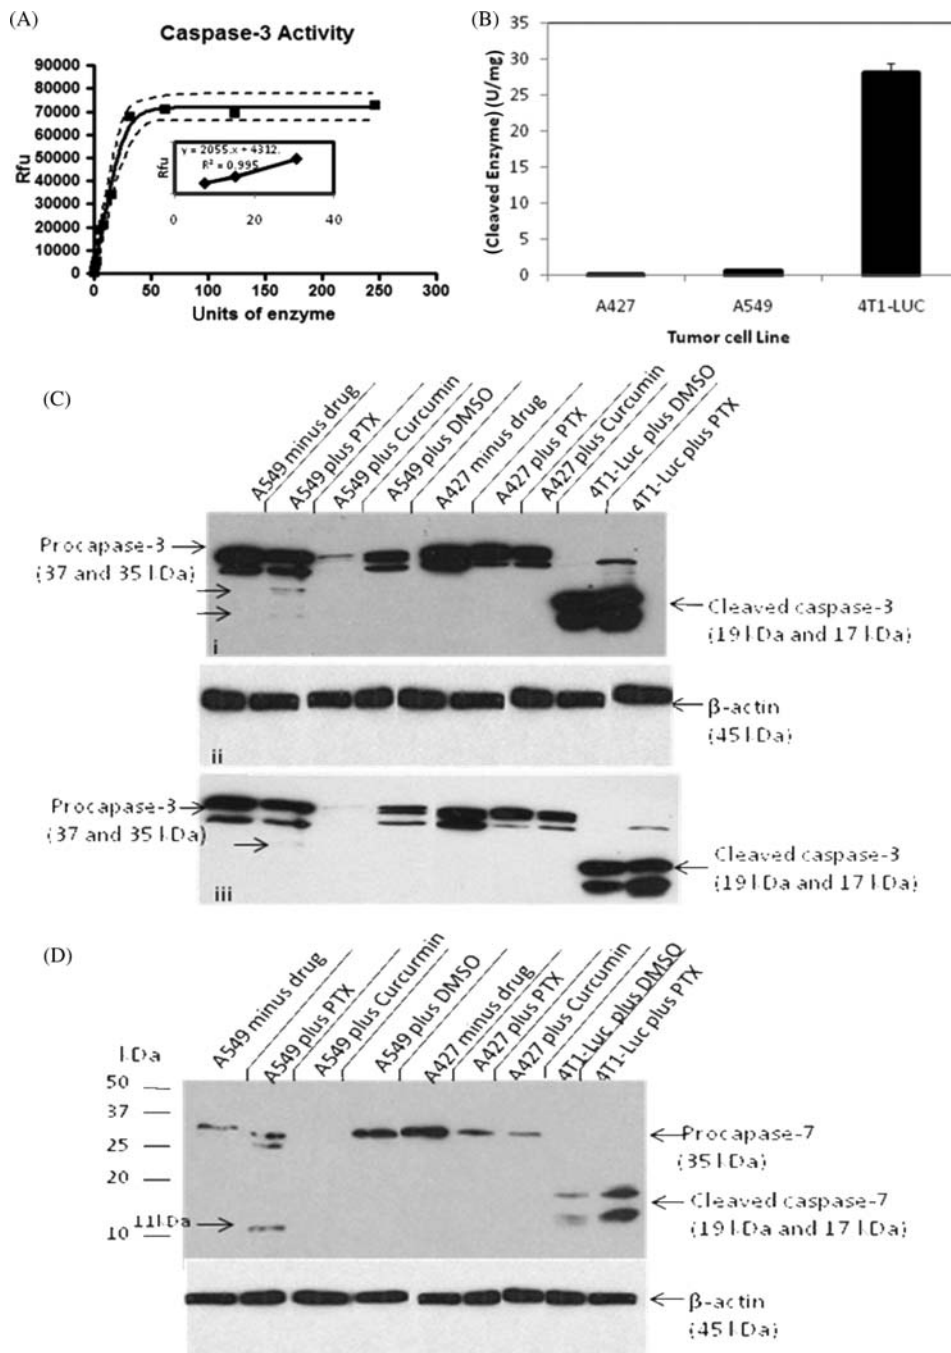 (A)
Caspase-3 Activity
Rfu
90000
80000
70000
60000
50000
40000
30000
20000
10000
0
0 50 100 150 200 250 300
Units of enzyme
Rfu
y = 2055.x + 4312.
R² = 0.995
0 20 40
(B)
(Cleaved Enzyme) (U/mg)
35
30
25
20
15
10
5
0
A427 A549 4T1-LUC
Tumor cell Line
(C)
A549 minus drug
A549 plus PTX
A549 plus Curcumin
A549 plus DMSO
A427 minus drug
A427 plus PTX
A427 plus Curcumin
4T1-Luc plus DMSO
4T1-Luc plus PTX
Procapase-3
(37 and 35 kDa)
i
Cleaved caspase-3
(19 kDa and 17 kDa)
ii
β-actin
(45 kDa)
Procapase-3
(37 and 35 kDa)
iii
Cleaved caspase-3
(19 kDa and 17 kDa)
(D)
A549 minus drug
A549 plus PTX
A549 plus Curcurmin
A549 plus DMSO
A427 minus drug
A427 plus PTX
A427 plus Curcumin
4T1-Luc plus DMSO
4T1-Luc plus PTX
kDa
50
37
25
20
11kDa
10
Procapase-7
(35 kDa)
Cleaved caspase-7
(19 kDa and 17 kDa)
β-actin
(45 kDa)